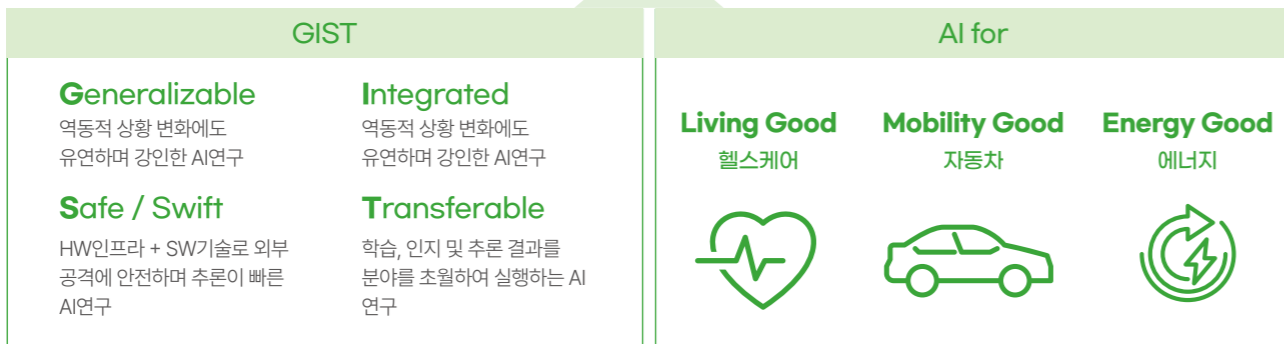 GIST
Generalizable
역동적 상황 변화에도
유연하며 강인한 AI연구
Integrated
역동적 상황 변화에도
유연하며 강인한 AI연구
Safe / Swift
HW인프라 + SW기술로 외부
공격에 안전하며 추론이 빠른
AI연구
Transferable
학습, 인지 및 추론 결과를
분야를 초월하여 실행하는 AI
연구
AI for
Living Good
헬스케어
Mobility Good
자동차
Energy Good
에너지